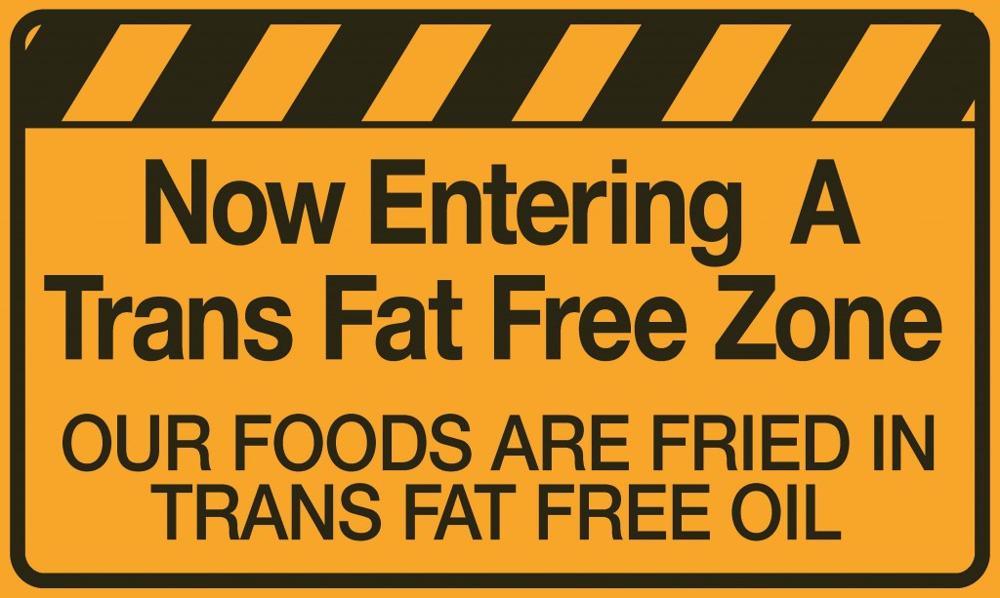 Now Entering A
Trans Fat Free Zone
OUR FOODS ARE FRIED IN
TRANS FAT FREE OIL